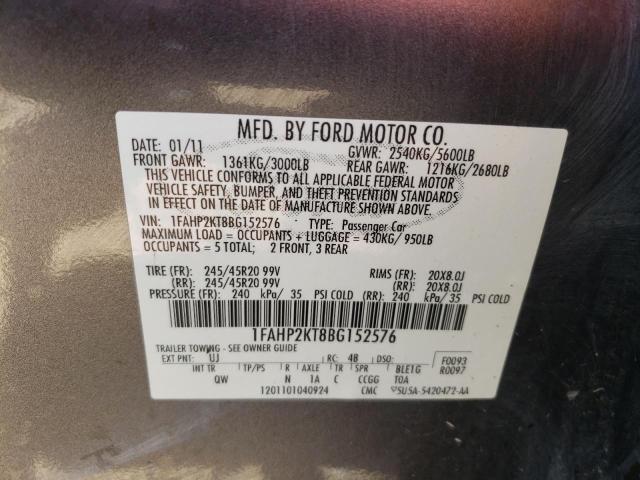 MFD. BY FORD MOTOR CO.
DATE: 01/11 GVWR: 2540KG/5600LB
FRONT GAWR: 1361KG/3000LB REAR GAWR: 1216KG/2680LB
THIS VEHICLE CONFORMS TO ALL APPLICABLE FEDERAL MOTOR
VEHICLE SAFETY, BUMPER, AND THEFT PREVENTION STANDARDS
IN EFFECT ON THE DATE OF MANUFACTURE SHOWN ABOVE.
VIN: 1FAHP2KT8BG152576 TYPE: Passenger Car
MAXIMUM LOAD = OCCUPANTS + LUGGAGE = 430KG/950LB
OCCUPANTS = 5 TOTAL; 2 FRONT, 3 REAR
TIRE (FR): 245/45R20 99V RIMS (FR): 20X8.0J
(RR): 245/45R20 99V (RR): 20X8.0J
PRESSURE (FR): 240 kPa/ 35 PSI COLD (RR): 240 kPa/ 35 PSI COLD
1FAHP2KT8BG152576
TRAILER TOWING - SEE OWNER GUIDE
EXT PNT: UJ RC: 48 DSO: F0093
INT TR TP/PS R AXLE TR SPR BLE1G R0097
QW N 1A C CCGG TOA
1201101040924 CMC 5U5A-5420472-AA